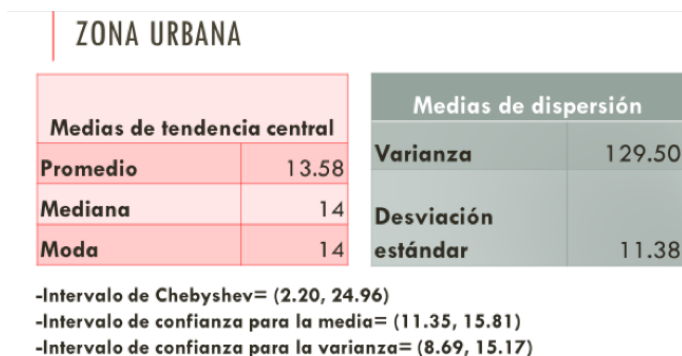 ZONA URBANA
Medias de tendencia central
Promedio 13.58
Mediana 14
Moda 14
Medias de dispersión
Varianza 129.50
Desviación
estándar 11.38
-Intervalo de Chebyshev= (2.20, 24.96)
-Intervalo de confianza para la media= (11.35, 15.81)
-Intervalo de confianza para la varianza= (8.69, 15.17)